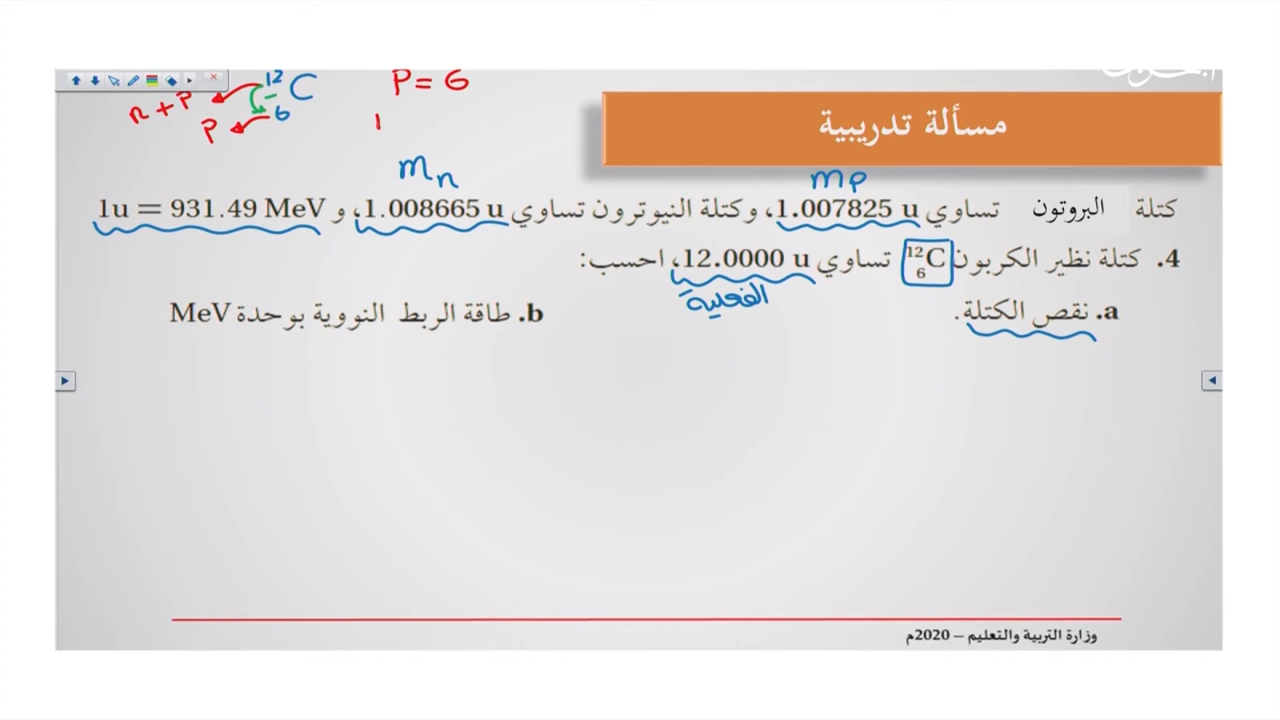 ¹²₆C
n + P
P
P = 6
مسألة تدريبية
mₙ
mP
كتلة البروتون تساوي 1.007825 u، وكتلة النيوترون تساوي 1.008665 u، و 1u = 931.49 MeV
4. كتلة نظير الكربون ¹²₆C تساوي 12.0000 u، احسب:
الفعلية
a. نقص الكتلة.
b. طاقة الربط النووية بوحدة MeV
وزارة التربية والتعليم – 2020م